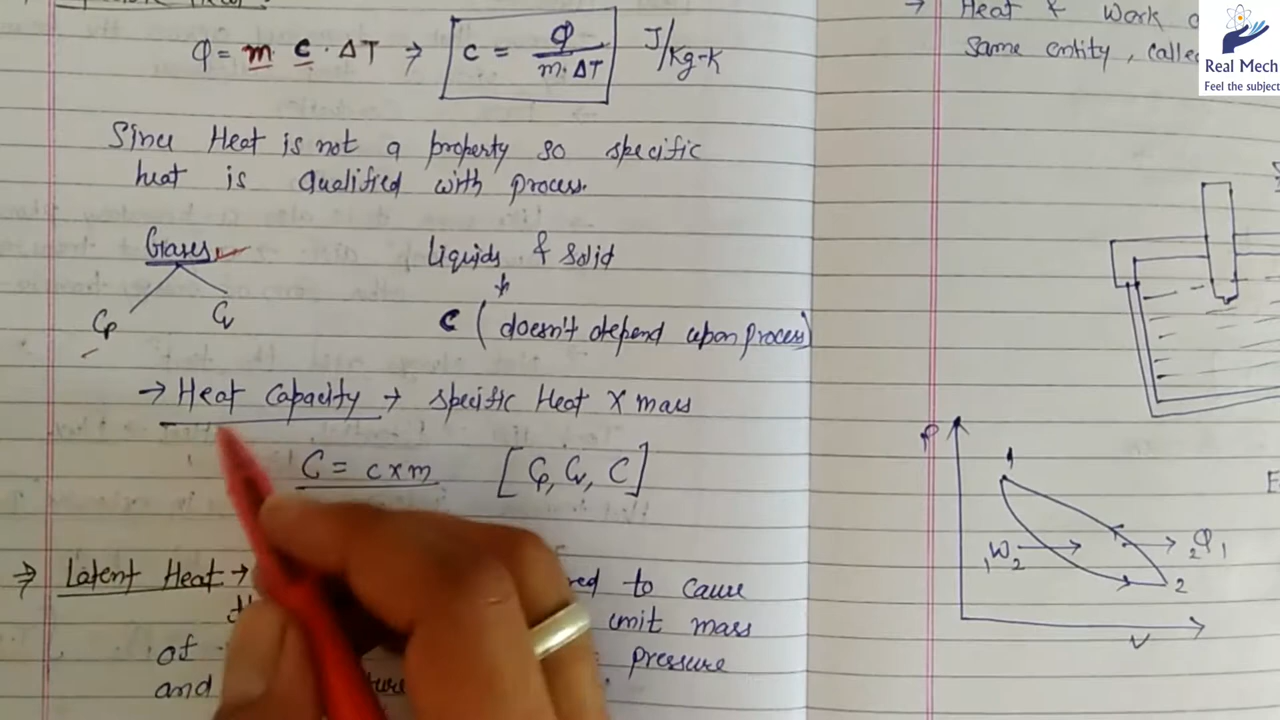 Q = m c · ΔT ⇒ c = Q / m·ΔT J/kg-K
Since Heat is not a property so specific
heat is qualified with process.
Gases
Cp Cv
Liquids & Solid
C (doesn't depend upon process)
→ Heat Capacity → specific Heat X mass
C = c x m [Cp, Cv, C]
⇒ Latent Heat →
to cause
unit mass
of pressure
and
→ Heat & Work
same entity, called
Real Mech
Feel the subject
P
1
1W2
2Q1
2
V